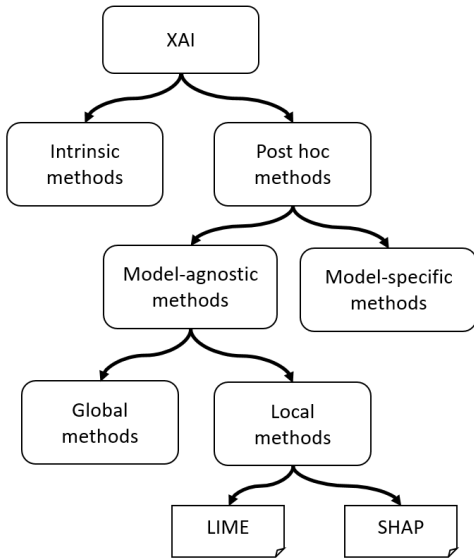 XAI
Intrinsic
methods
Post hoc
methods
Model-agnostic
methods
Model-specific
methods
Global
methods
Local
methods
LIME
SHAP